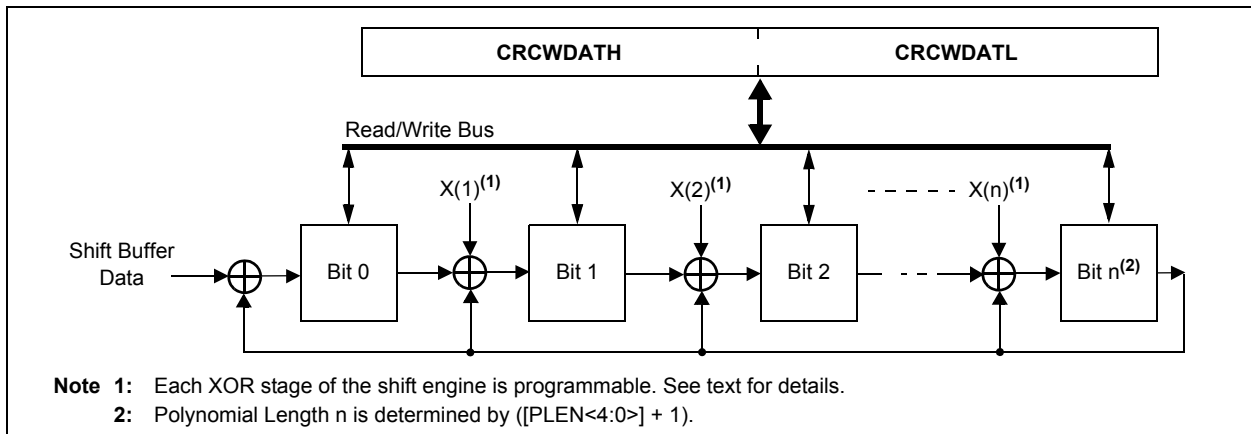 CRCWDATH CRCWDATL
Read/Write Bus
X(1)(1) X(2)(1) X(n)(1)
Shift Buffer
Data
Bit 0 Bit 1 Bit 2 Bit n(2)
Note 1: Each XOR stage of the shift engine is programmable. See text for details.
2: Polynomial Length n is determined by ([PLEN<4:0>] + 1).